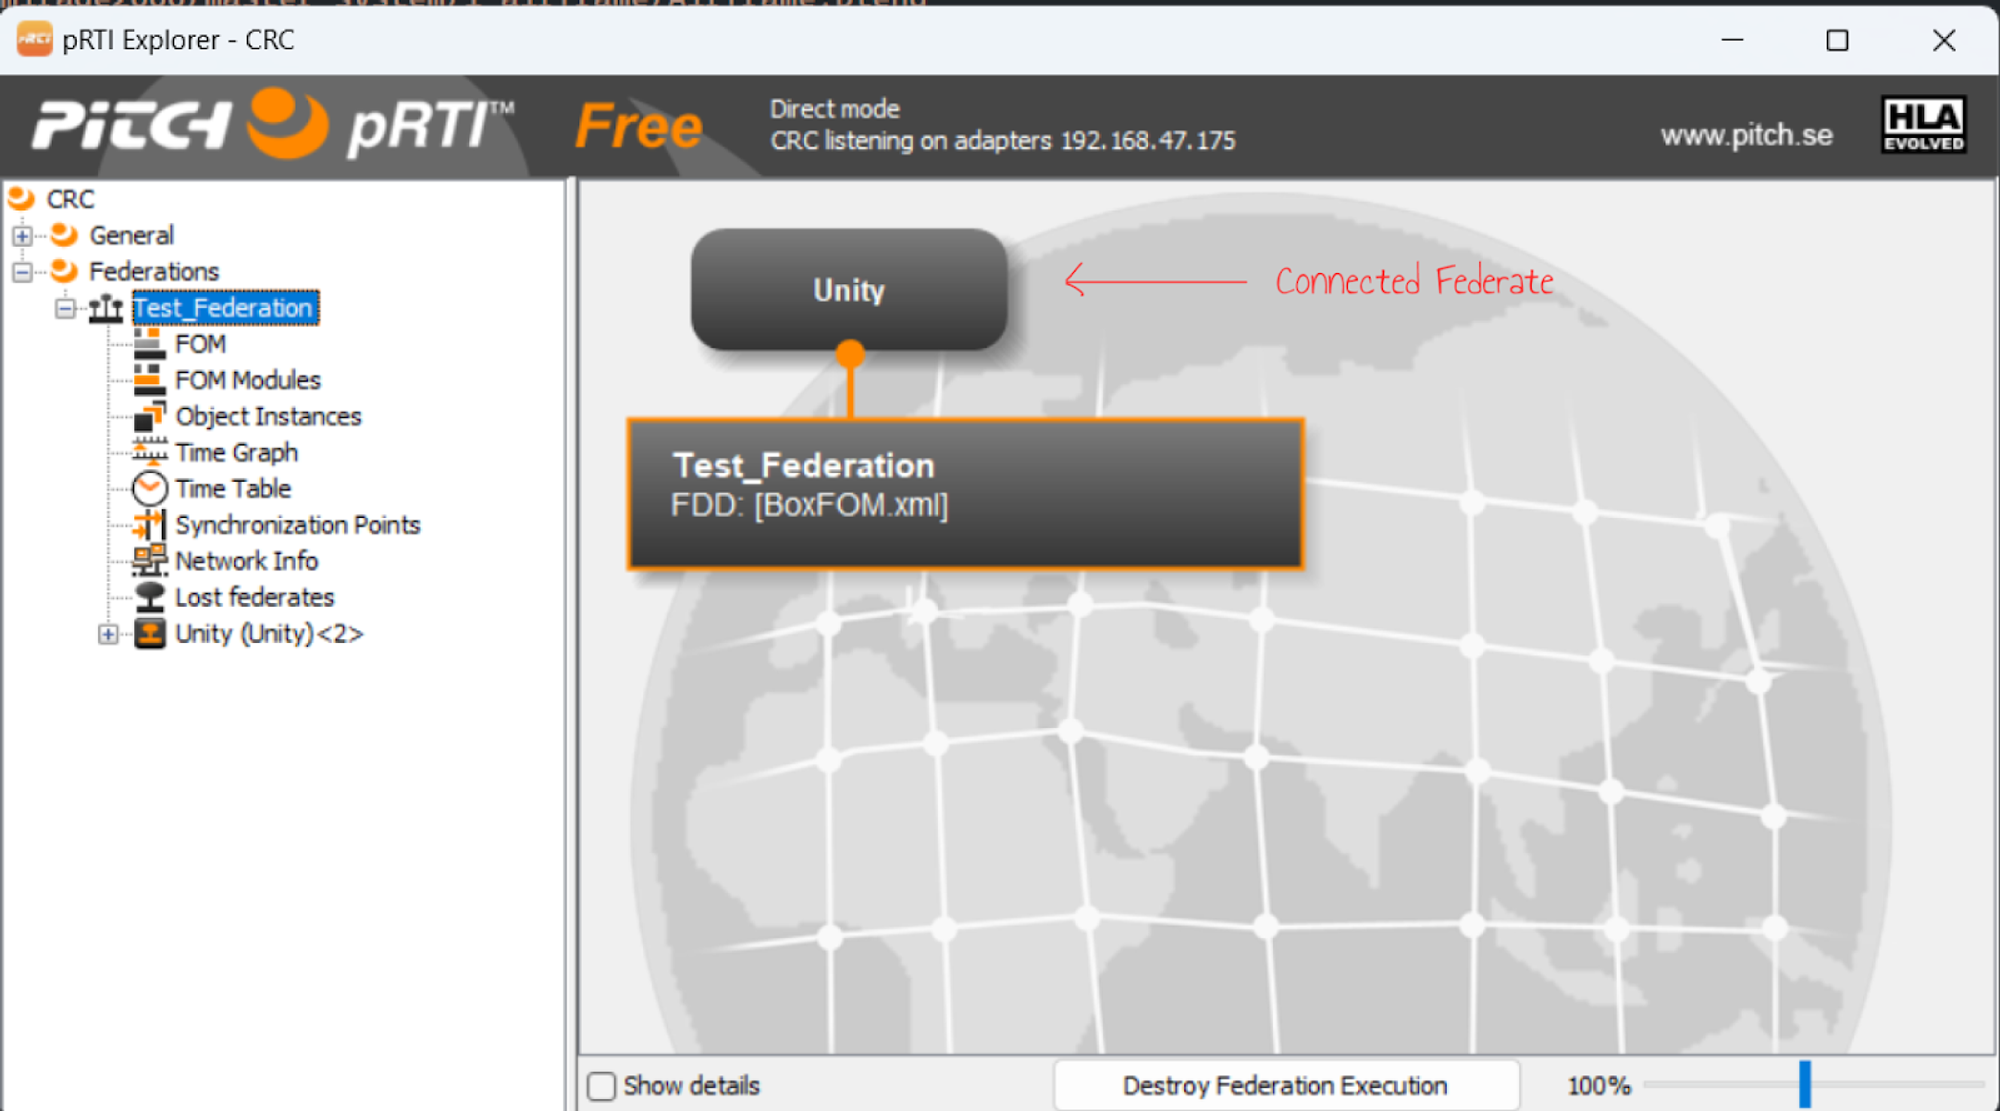 pRTI Explorer - CRC
PITCH pRTI™ Free
Direct mode
CRC listening on adapters 192.168.47.175
www.pitch.se
HLA
EVOLVED
CRC
General
Federations
Test_Federation
FOM
FOM Modules
Object Instances
Time Graph
Time Table
Synchronization Points
Network Info
Lost federates
Unity (Unity)<2>
Unity
Connected Federate
Test_Federation
FDD: [BoxFOM.xml]
Show details
Destroy Federation Execution
100%